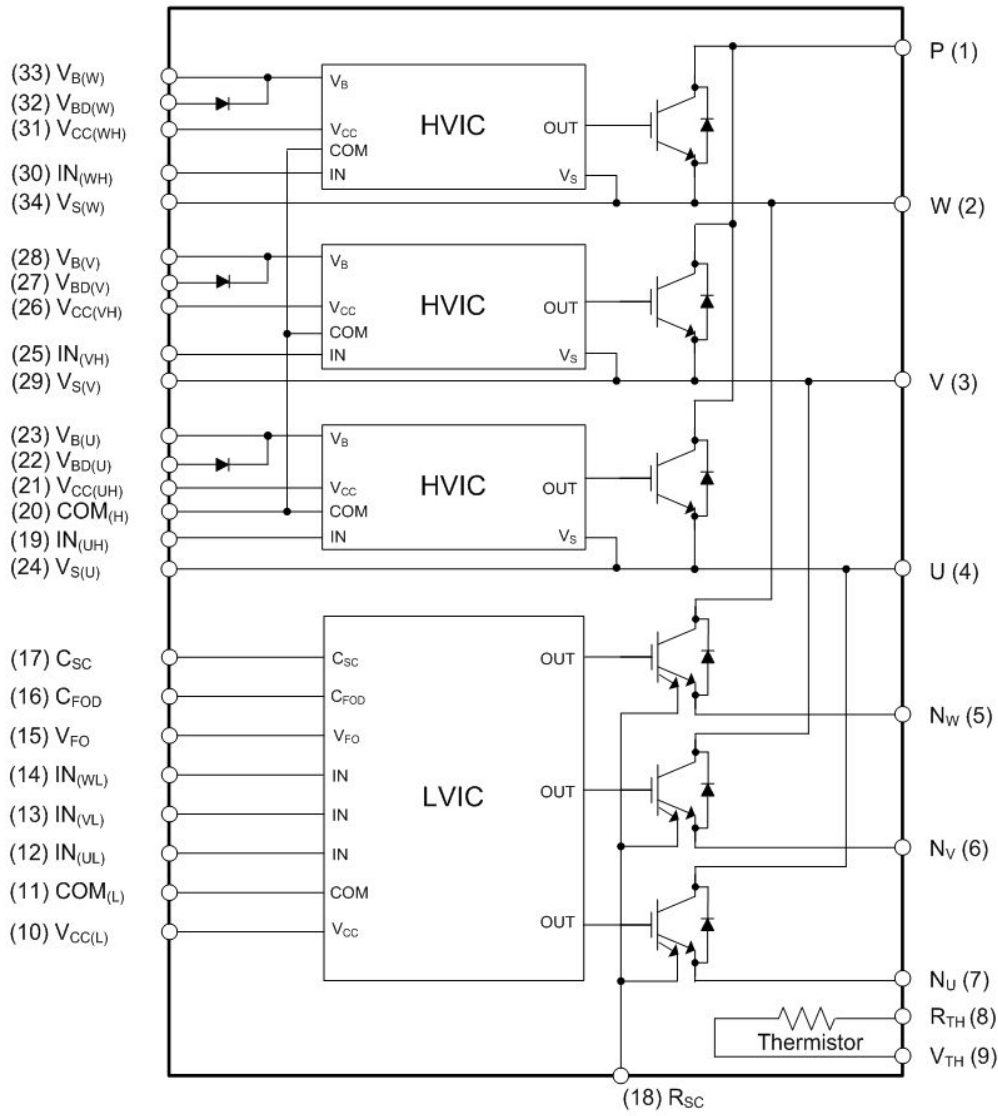 (33) VB(W)
(32) VBD(W)
(31) VCC(WH)
(30) IN(WH)
(34) VS(W)
(28) VB(V)
(27) VBD(V)
(26) VCC(VH)
(25) IN(VH)
(29) VS(V)
(23) VB(U)
(22) VBD(U)
(21) VCC(UH)
(20) COM(H)
(19) IN(UH)
(24) VS(U)
(17) CSC
(16) CFOD
(15) VFO
(14) IN(WL)
(13) IN(VL)
(12) IN(UL)
(11) COM(L)
(10) VCC(L)
VB
VCC
COM
IN
HVIC
OUT
VS
VB
VCC
COM
IN
HVIC
OUT
VS
VB
VCC
COM
IN
HVIC
OUT
VS
CSC
CFOD
VFO
IN
IN
IN
COM
VCC
LVIC
OUT
OUT
OUT
P (1)
W (2)
V (3)
U (4)
NW (5)
NV (6)
NU (7)
RTH (8)
Thermistor
VTH (9)
(18) RSC